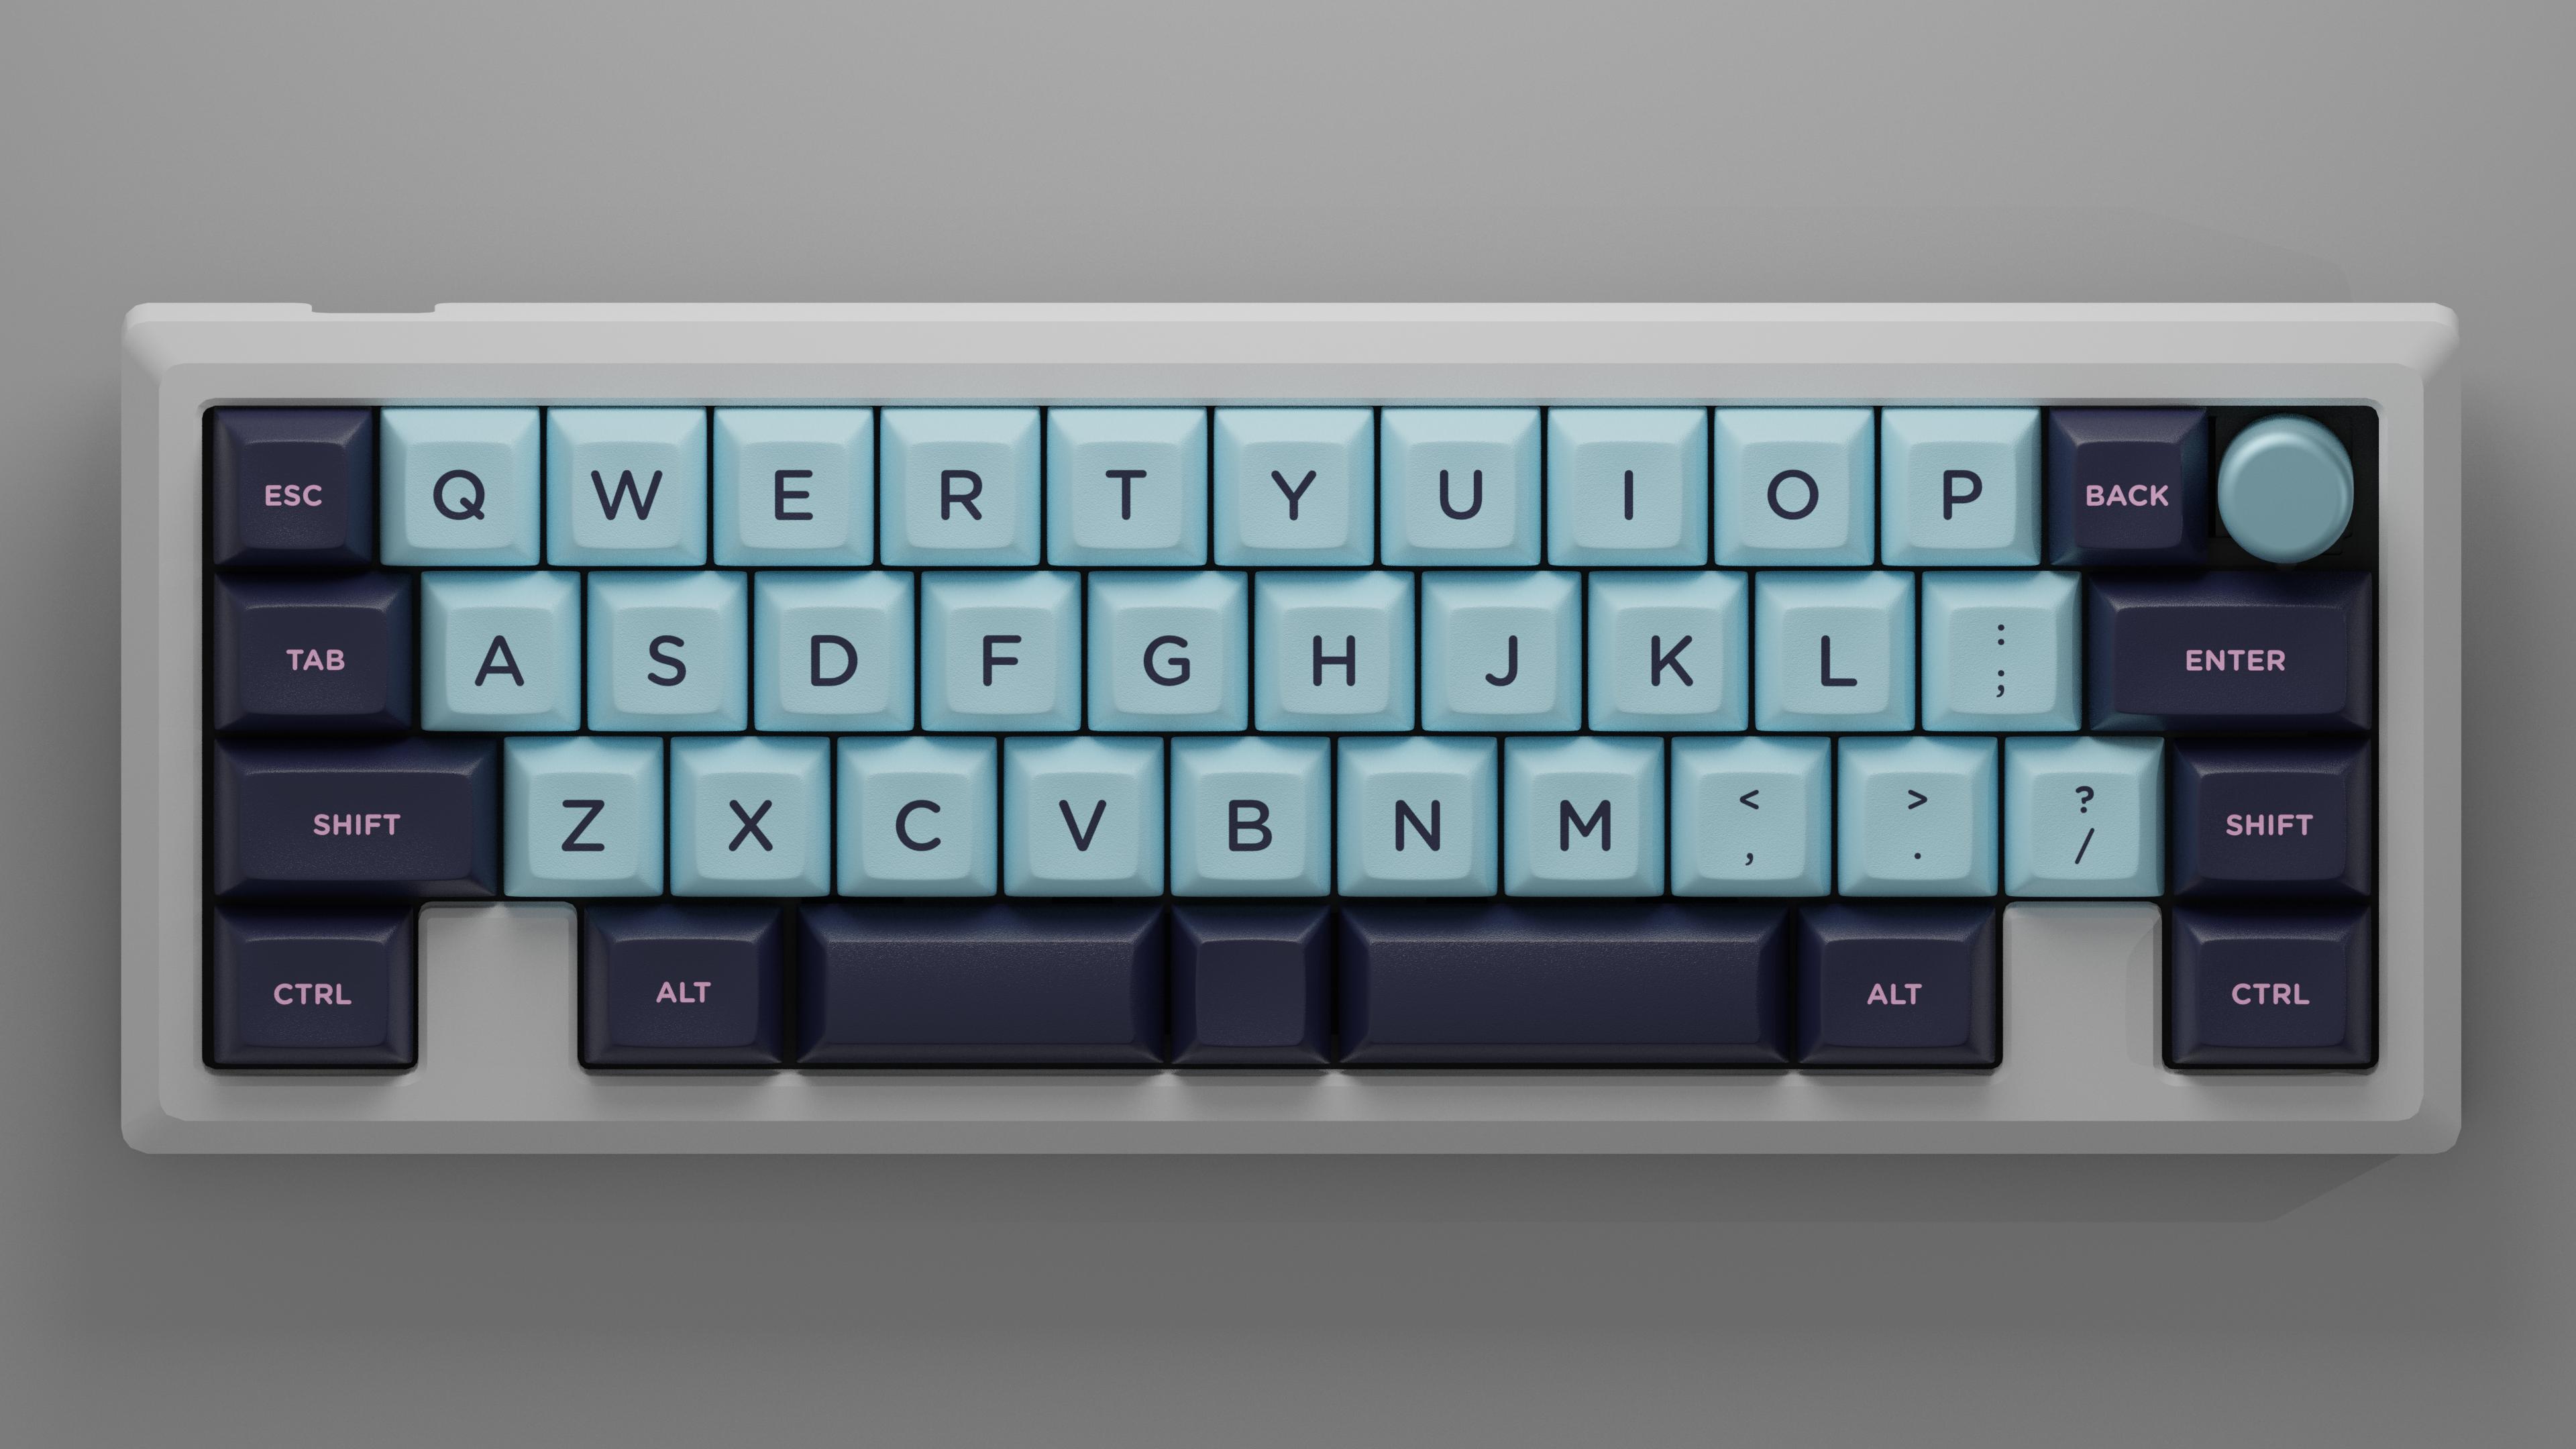 ESC Q W E R T Y U I O P BACK
TAB A S D F G H J K L : ; ENTER
SHIFT Z X C V B N M < , > . ? / SHIFT
CTRL ALT ALT CTRL